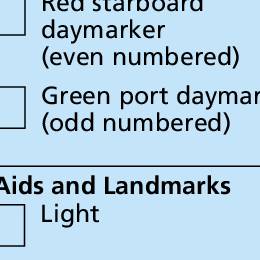 Red starboard
daymarker
(even numbered)
Green port daymar
(odd numbered)
Aids and Landmarks
Light